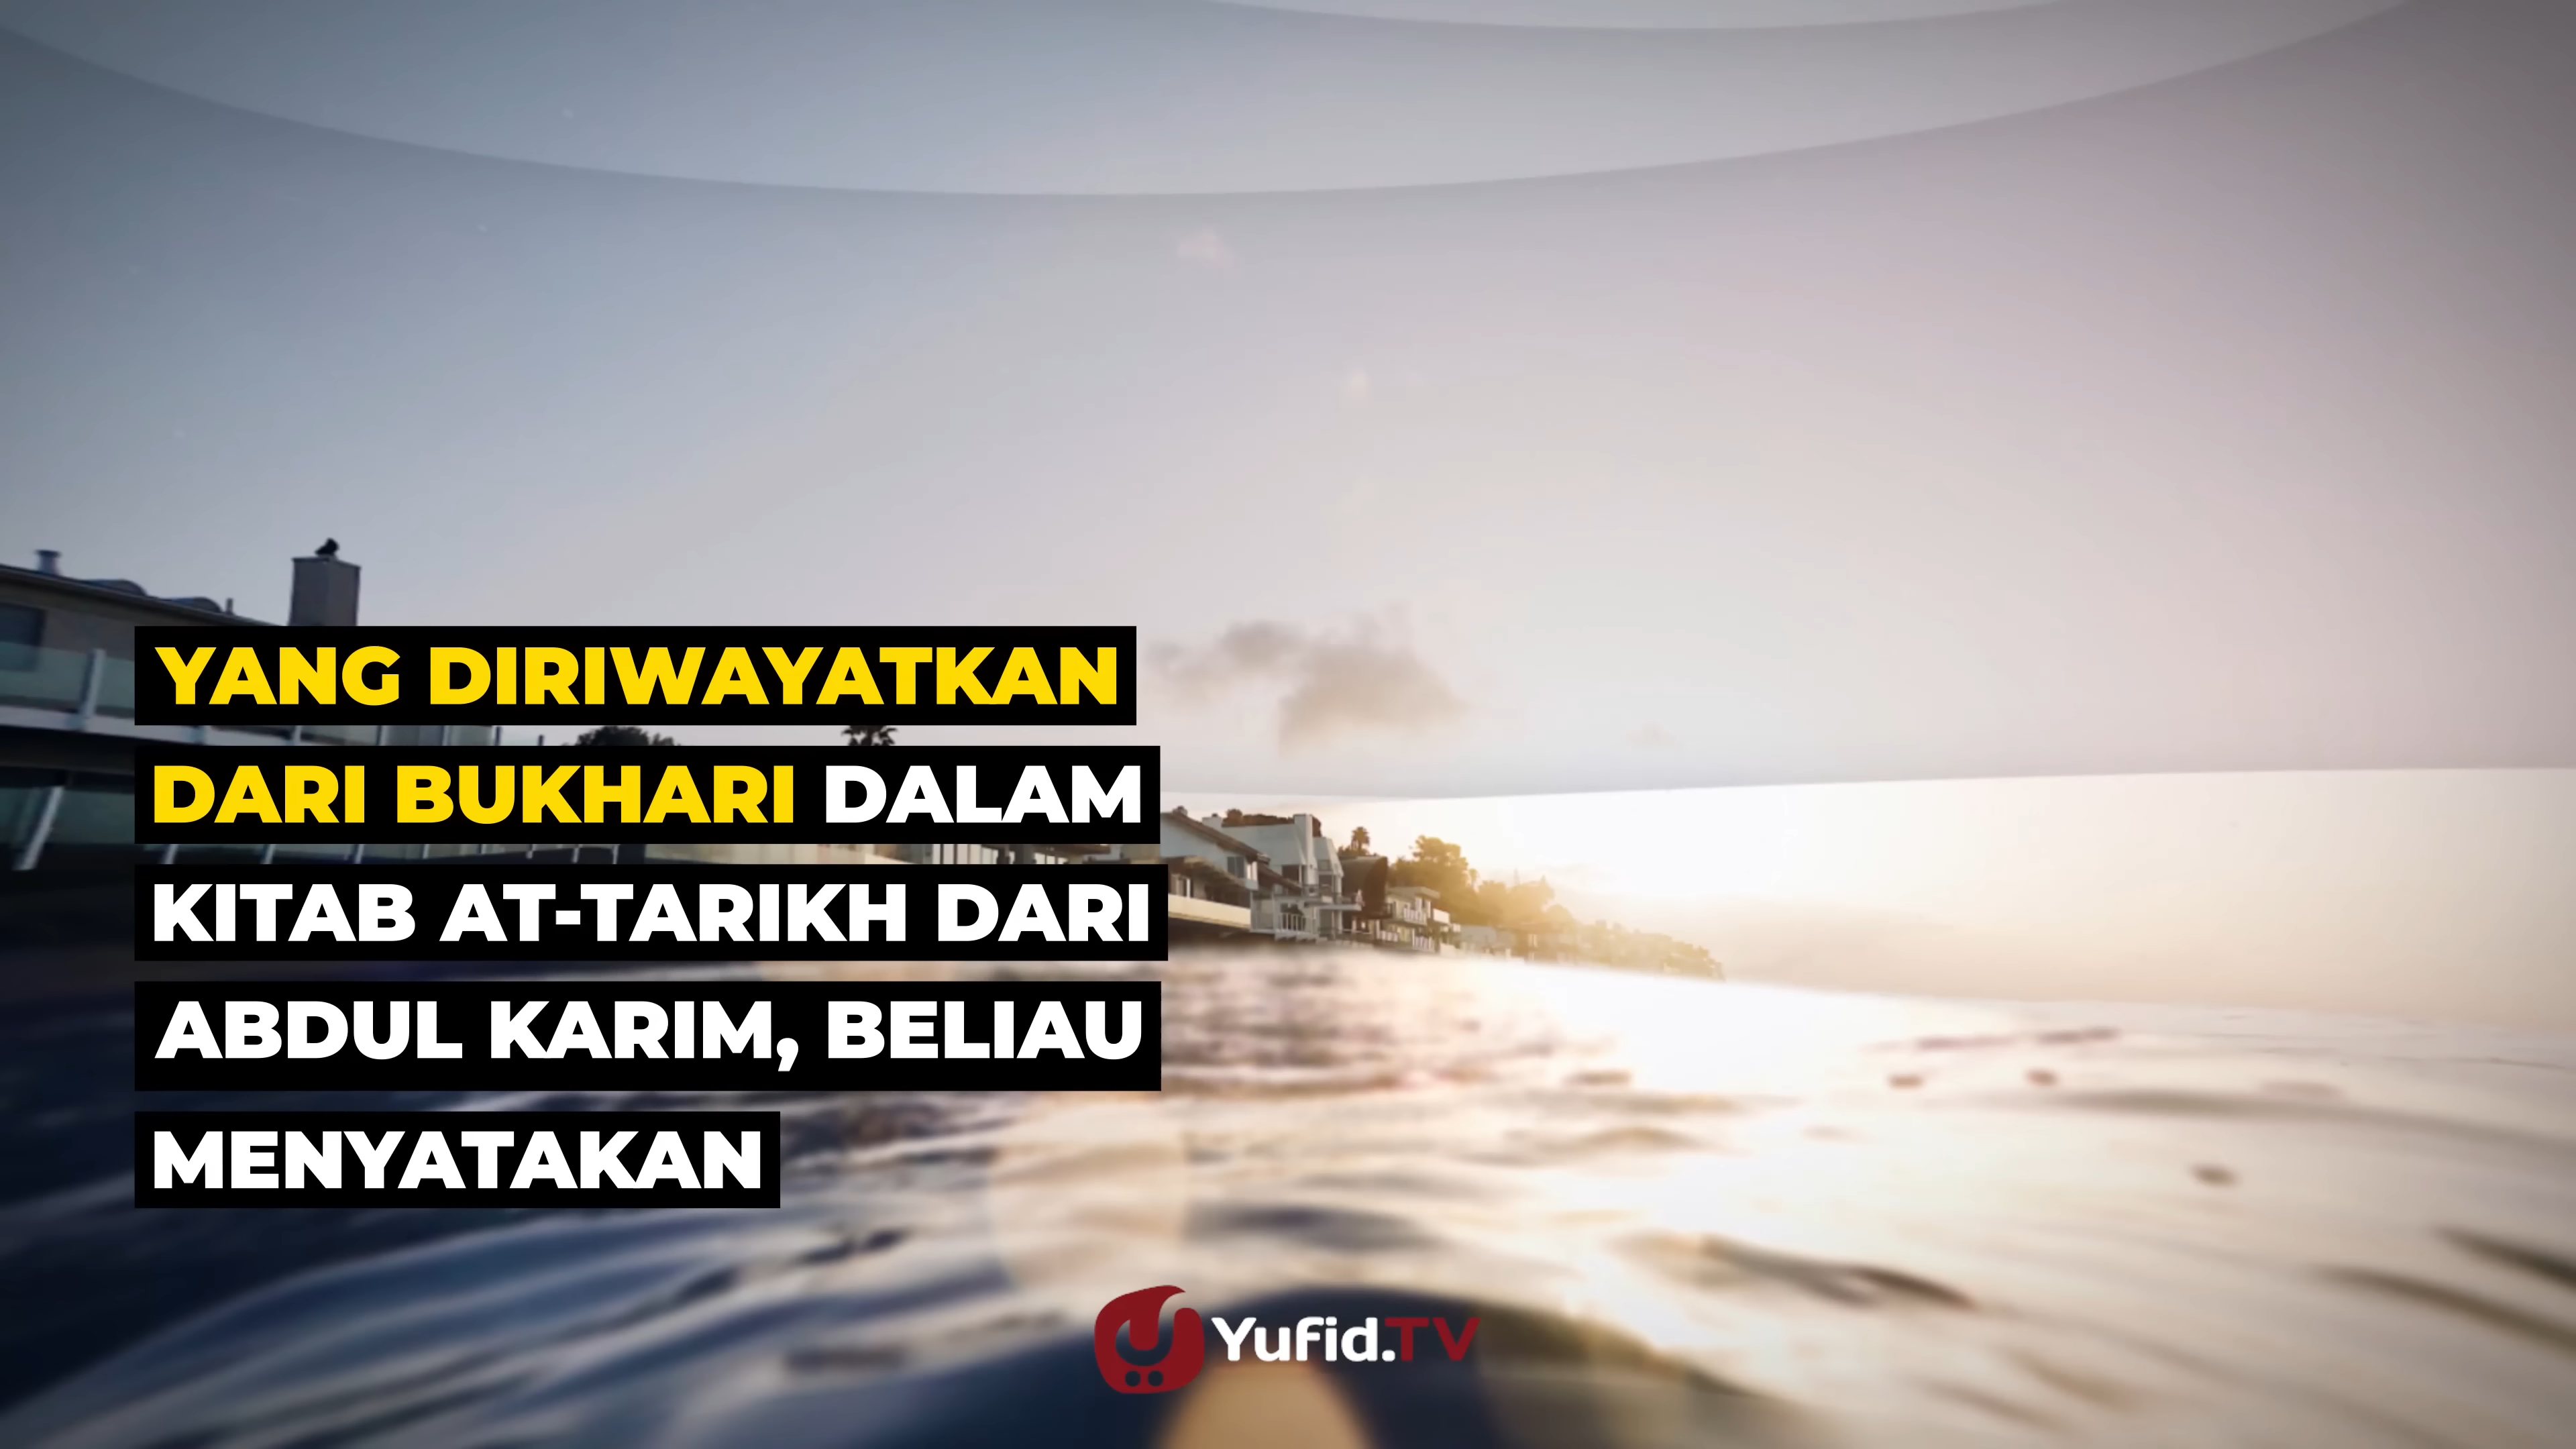 YANG DIRIWAYATKAN
DARI BUKHARI DALAM
KITAB AT-TARIKH DARI
ABDUL KARIM, BELIAU
MENYATAKAN
Yufid.TV